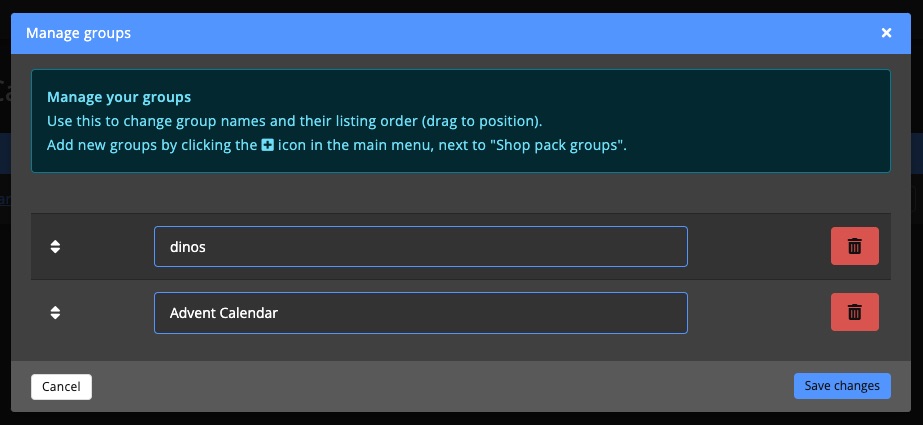 Manage groups
Manage your groups
Use this to change group names and their listing order (drag to position).
Add new groups by clicking the icon in the main menu, next to "Shop pack groups".
dinos
Advent Calendar
Cancel
Save changes